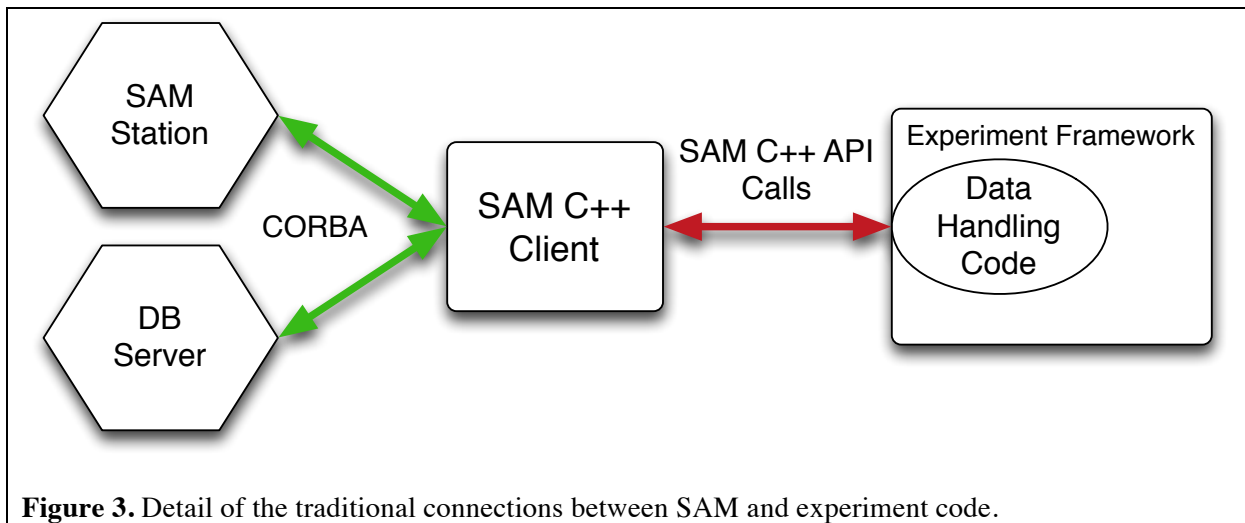 SAM
Station
DB
Server
CORBA
SAM C++
Client
SAM C++ API
Calls
Experiment Framework
Data
Handling
Code
Figure 3. Detail of the traditional connections between SAM and experiment code.